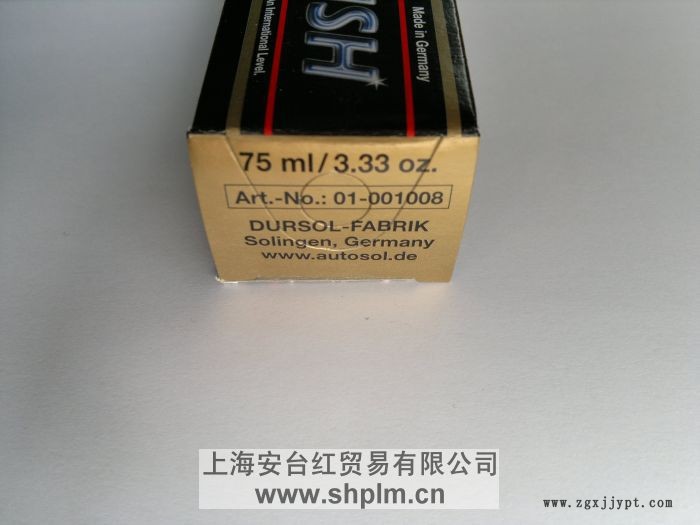 Made in Germany
ISH
International Level.
75 ml/3.33 oz.
Art.-No.: 01-001008
DURSOL-FABRIK
Solingen, Germany
www.autosol.de
上海安台红贸易有限公司
www.shplm.cn
www.zgxjjypt.com